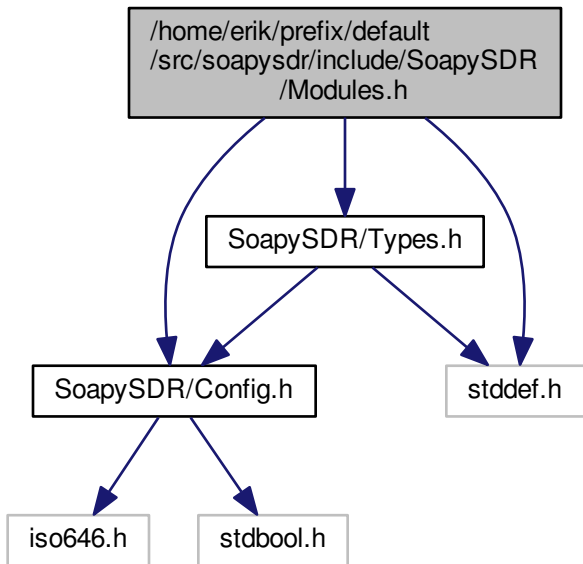 /home/erik/prefix/default
/src/soapysdr/include/SoapySDR
/Modules.h
SoapySDR/Types.h
SoapySDR/Config.h
stddef.h
iso646.h
stdbool.h